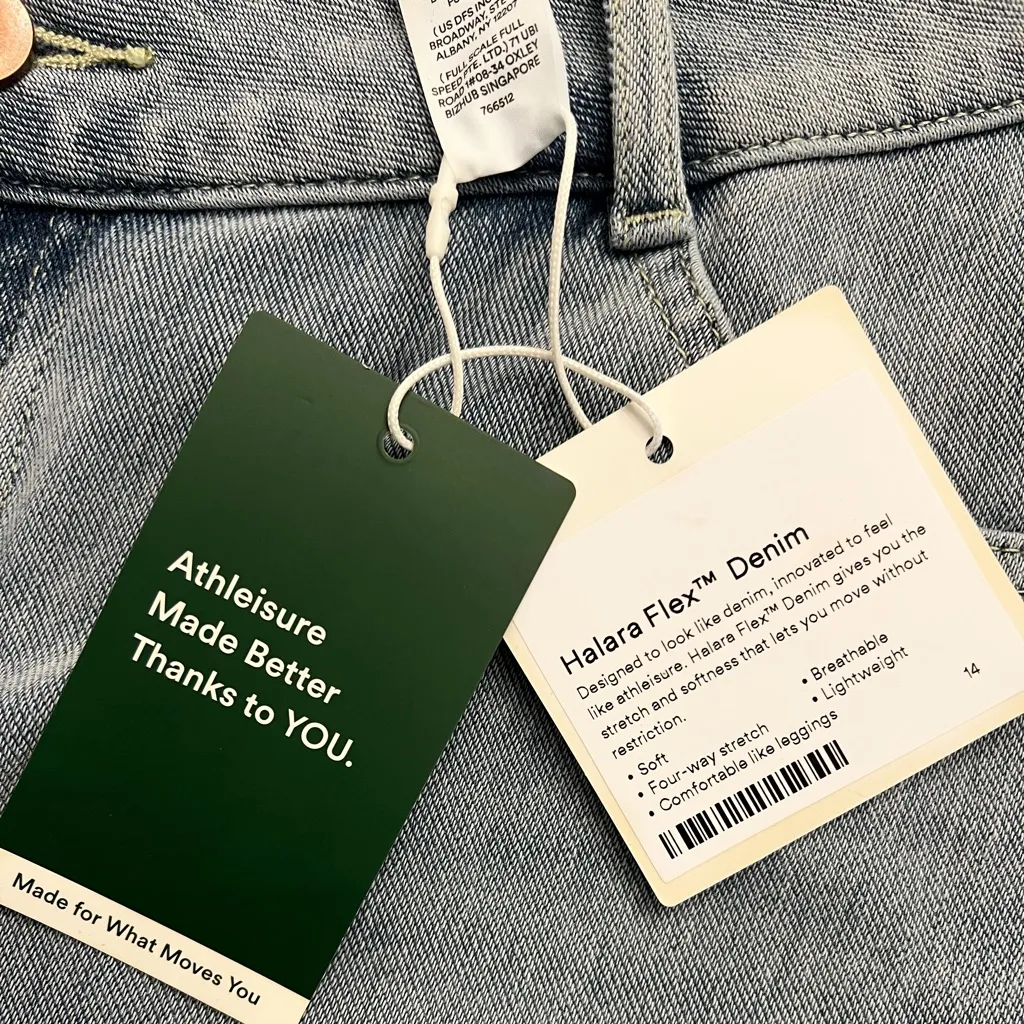 ( US DFS INC
BROADWAY, STE
ALBANY, NY 12207
( FULL SCALE FULL
SPEED PTE. LTD.) 71 UBI
ROAD 1#08-34 OXLEY
BIZHUB SINGAPORE
Athleisure
Made Better
Thanks to YOU.
Made for What Moves You
Halara Flex™ Denim
Designed to look like denim, innovated to feel
like athleisure. Halara Flex™ Denim gives you the
stretch and softness that lets you move without
restriction.
• Soft
• Four-way stretch
• Comfortable like leggings
• Breathable
• Lightweight
14